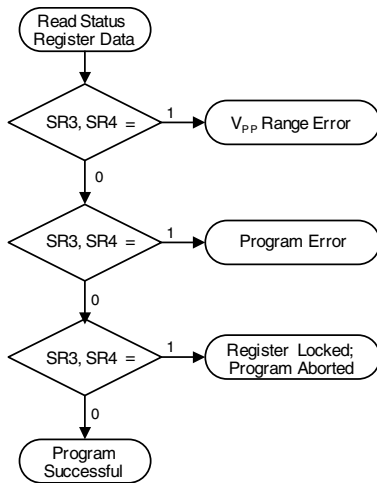 Read Status
Register Data
SR3, SR4 =
1
V_PP Range Error
0
SR3, SR4 =
1
Program Error
0
SR3, SR4 =
1
Register Locked;
Program Aborted
0
Program
Successful